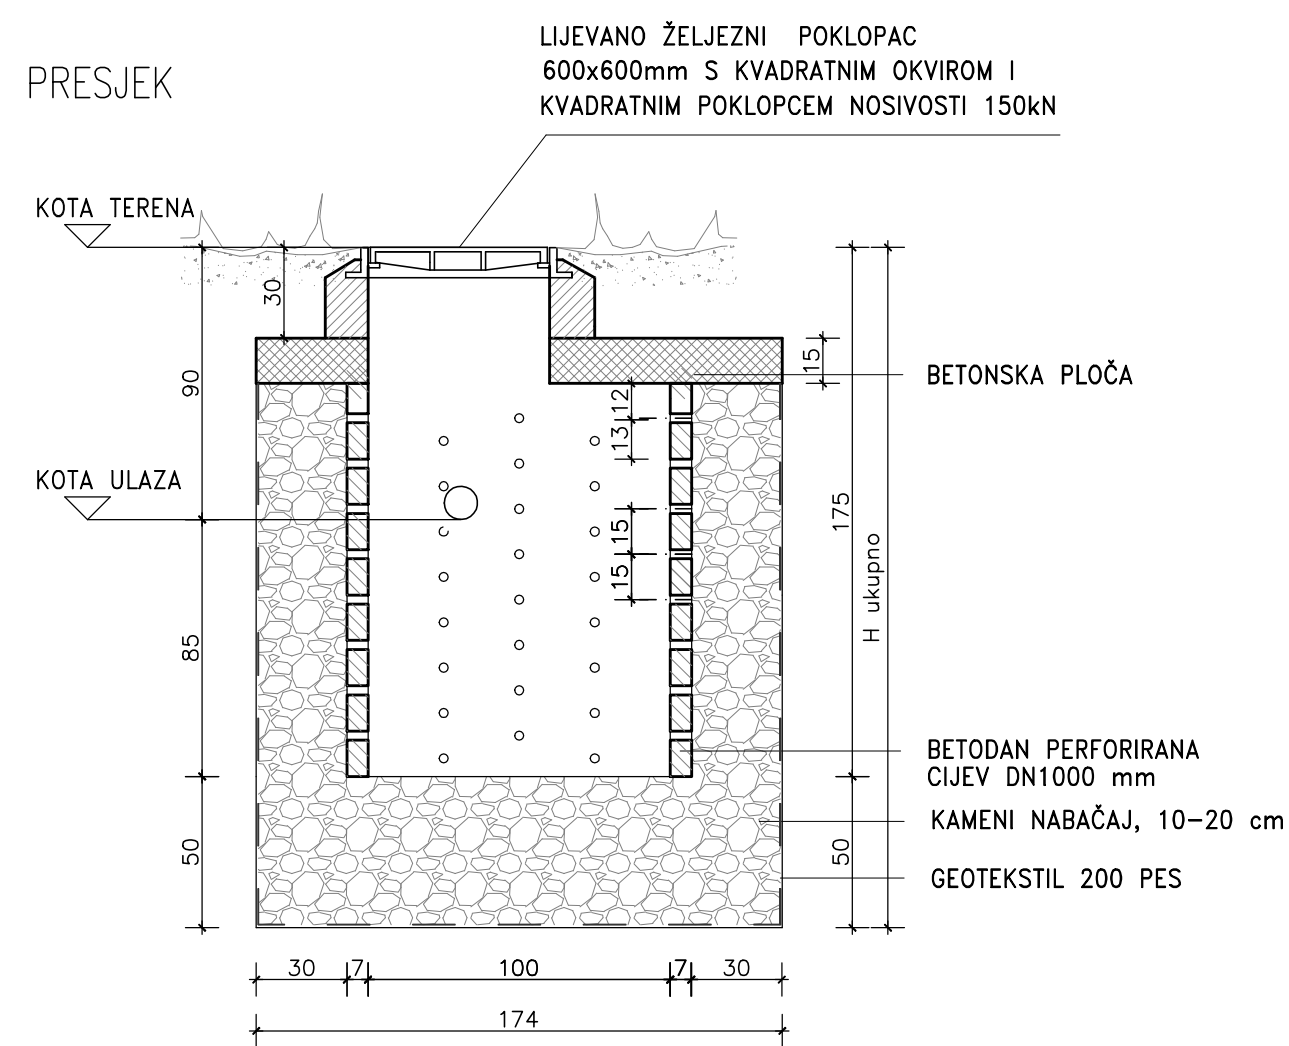 LIJEVANO ŽELJEZNI POKLOPAC
600x600mm S KVADRATNIM OKVIROM I
KVADRATNIM POKLOPCEM NOSIVOSTI 150kN
PRESJEK
KOTA TERENA
30
15
BETONSKA PLOČA
90
12
13
KOTA ULAZA
175
15
15
H ukupno
85
BETODAN PERFORIRANA
CIJEV DN1000 mm
KAMENI NABAČAJ, 10-20 cm
50
50
GEOTEKSTIL 200 PES
30
7
100
7
30
174